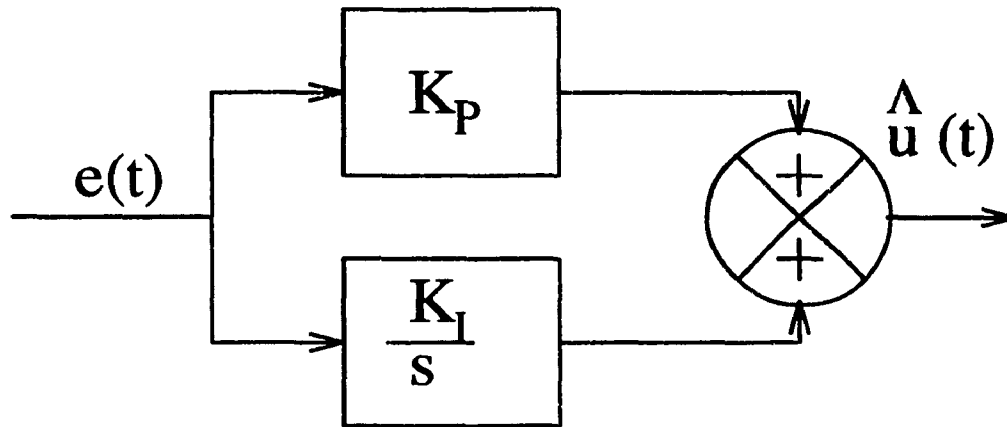 K_P
e(t)
û (t)
+
+
K_I
s